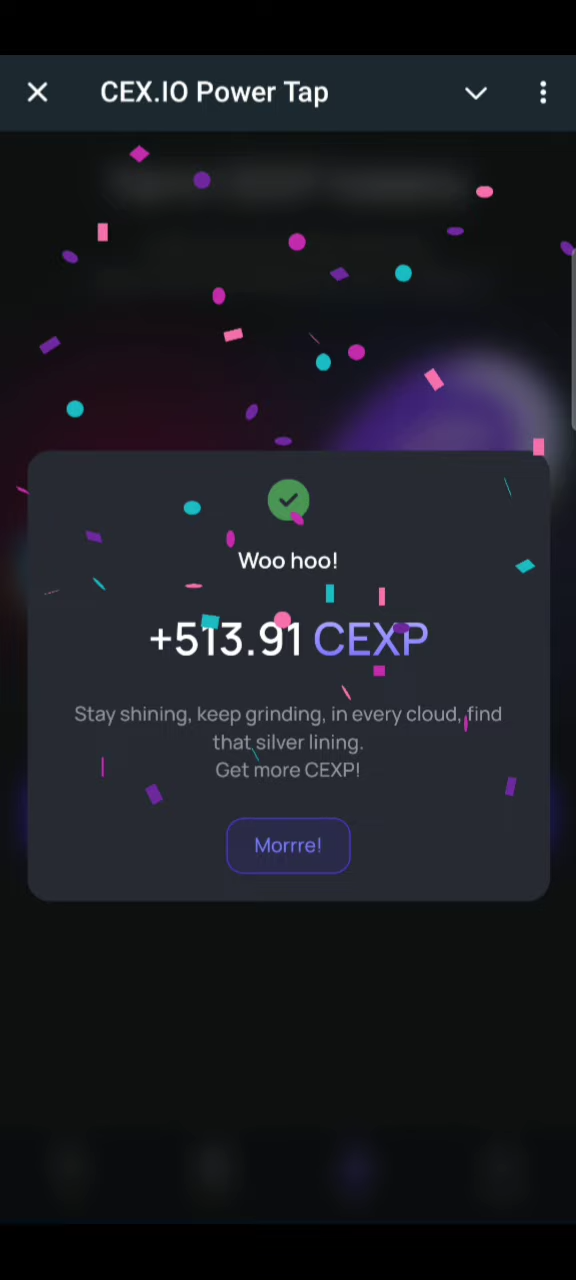 CEX.IO Power Tap
Woo hoo!
+513.91 CEXP
Stay shining, keep grinding, in every cloud, find
that silver lining.
Get more CEXP!
Morrre!